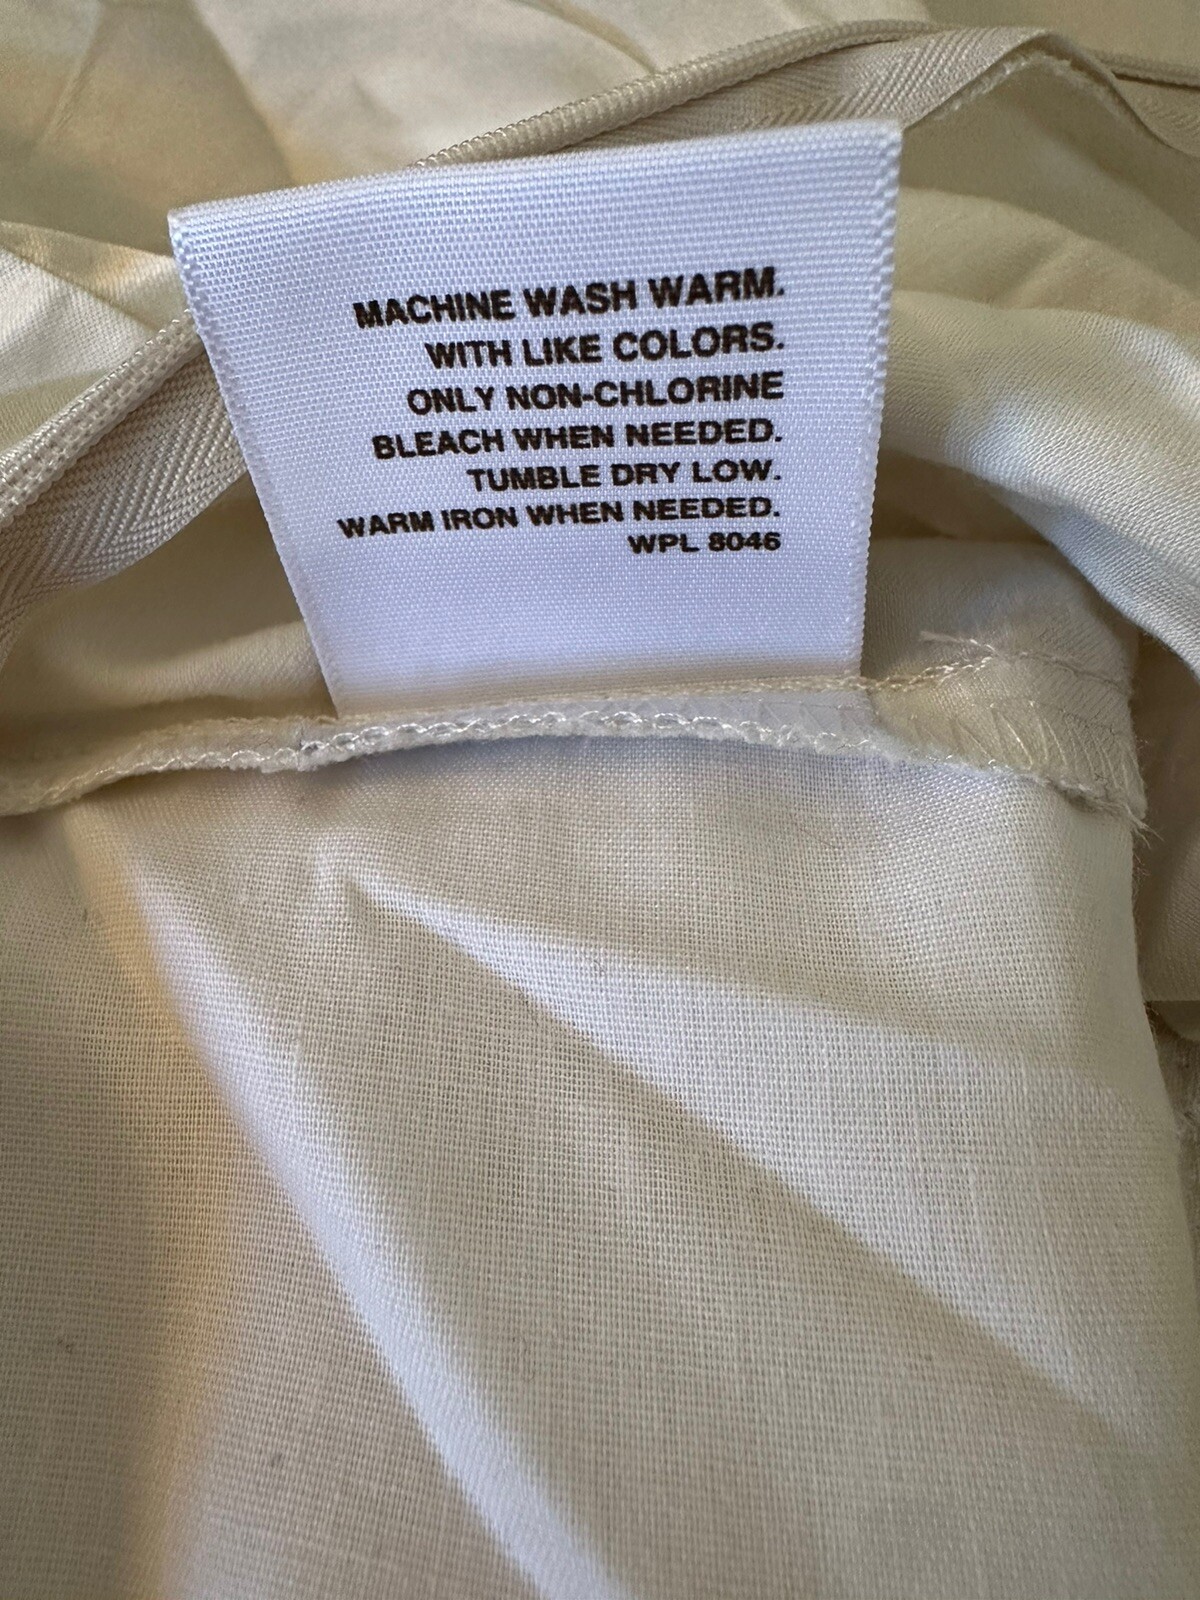 MACHINE WASH WARM.
WITH LIKE COLORS.
ONLY NON-CHLORINE
BLEACH WHEN NEEDED.
TUMBLE DRY LOW.
WARM IRON WHEN NEEDED.
WPL 8046